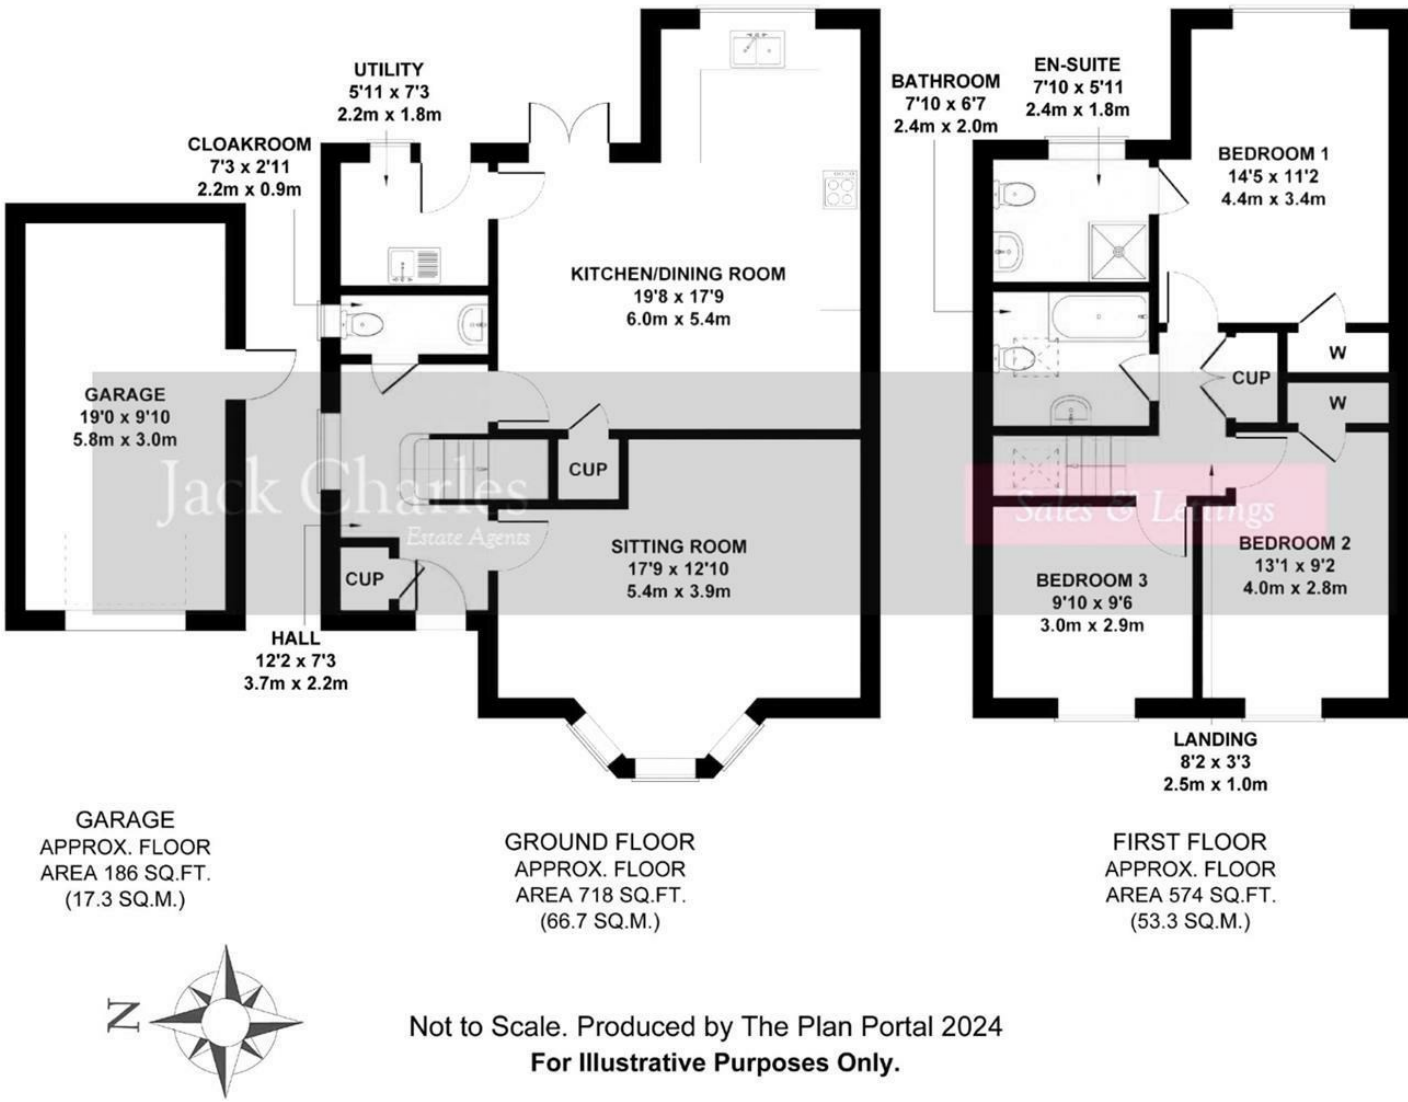 UTILITY
5'11 x 7'3
2.2m x 1.8m
CLOAKROOM
7'3 x 2'11
2.2m x 0.9m
GARAGE
19'0 x 9'10
5.8m x 3.0m
KITCHEN/DINING ROOM
19'8 x 17'9
6.0m x 5.4m
CUP
SITTING ROOM
17'9 x 12'10
5.4m x 3.9m
CUP
HALL
12'2 x 7'3
3.7m x 2.2m
BATHROOM
7'10 x 6'7
2.4m x 2.0m
EN-SUITE
7'10 x 5'11
2.4m x 1.8m
BEDROOM 1
14'5 x 11'2
4.4m x 3.4m
W
CUP
W
BEDROOM 2
13'1 x 9'2
4.0m x 2.8m
BEDROOM 3
9'10 x 9'6
3.0m x 2.9m
LANDING
8'2 x 3'3
2.5m x 1.0m
Jack Charles
Estate Agents
Sales & Lettings
GARAGE
APPROX. FLOOR
AREA 186 SQ.FT.
(17.3 SQ.M.)
GROUND FLOOR
APPROX. FLOOR
AREA 718 SQ.FT.
(66.7 SQ.M.)
FIRST FLOOR
APPROX. FLOOR
AREA 574 SQ.FT.
(53.3 SQ.M.)
N
Not to Scale. Produced by The Plan Portal 2024
For Illustrative Purposes Only.